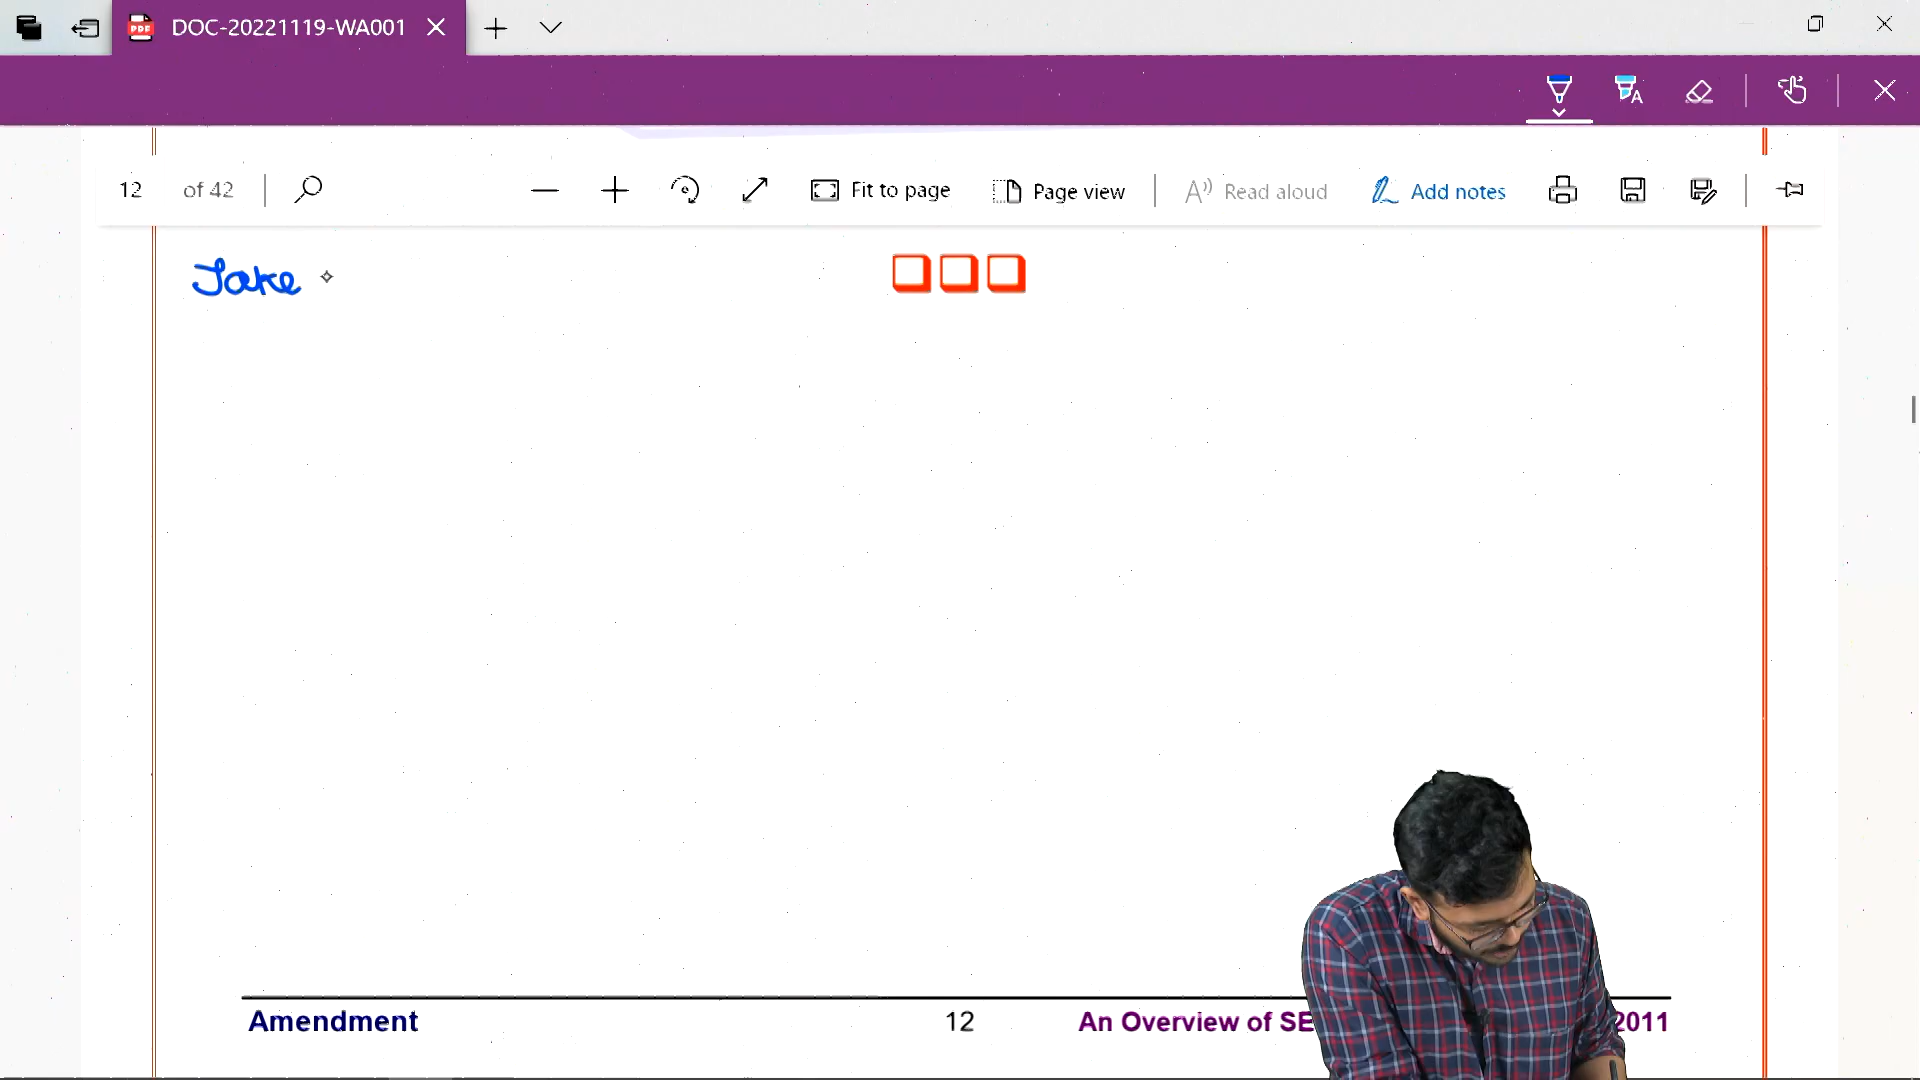 DOC-20221119-WA001
12 of 42 Fit to page Page view A Read aloud Add notes
Take
Amendment 12 An Overview of SE 2011